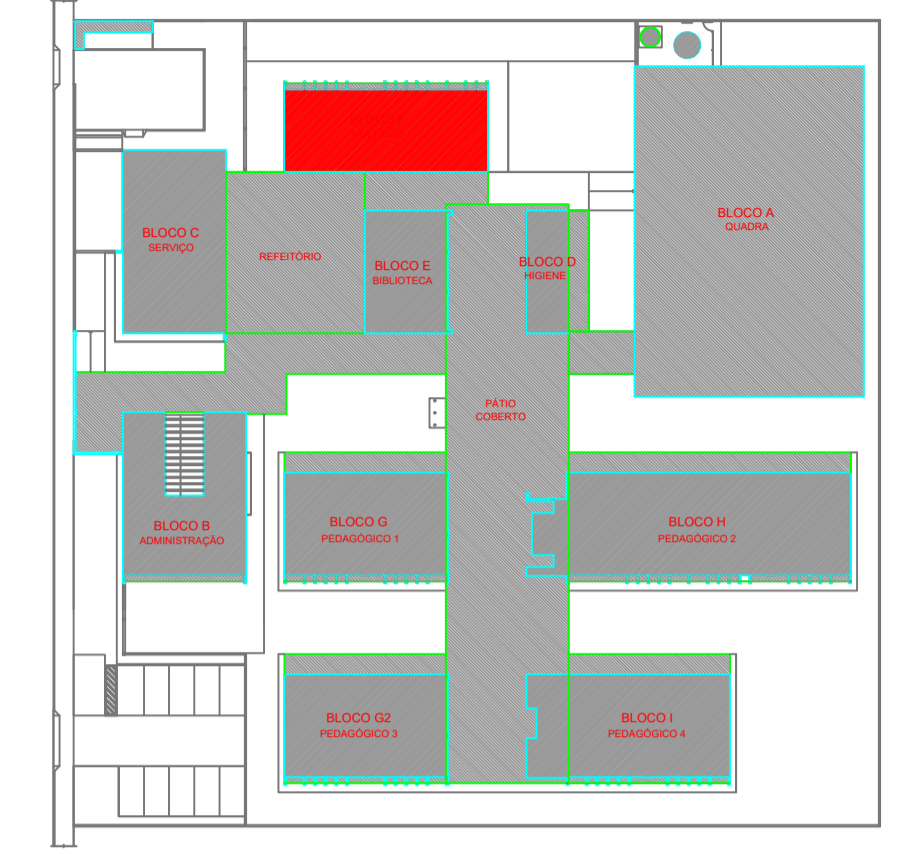 BLOCO A
QUADRA
BLOCO C
SERVIÇO
REFEITÓRIO
BLOCO E
BIBLIOTECA
BLOCO D
HIGIENE
PÁTIO
COBERTO
BLOCO B
ADMINISTRAÇÃO
BLOCO G
PEDAGÓGICO 1
BLOCO H
PEDAGÓGICO 2
BLOCO G2
PEDAGÓGICO 3
BLOCO I
PEDAGÓGICO 4